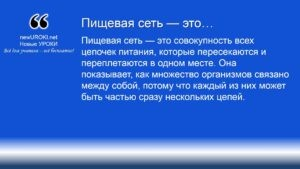 newUROKI.net
Новые УРОКИ
Всё для учителя - всё бесплатно!
Пищевая сеть — это…
Пищевая сеть — это совокупность всех
цепочек питания, которые пересекаются и
переплетаются в одном месте. Она
показывает, как множество организмов связано
между собой, потому что каждый из них может
быть частью сразу нескольких цепей.